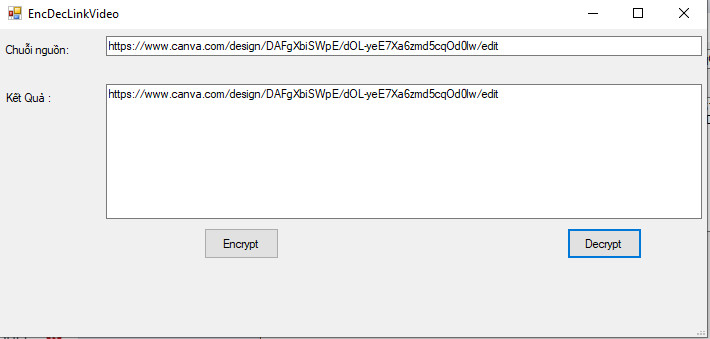 EncDecLinkVideo
Chuỗi nguồn:
https://www.canva.com/design/DAFgXbiSWpE/dOL-yeE7Xa6zmd5cqOd0lw/edit
Kết Quả :
https://www.canva.com/design/DAFgXbiSWpE/dOL-yeE7Xa6zmd5cqOd0lw/edit
Encrypt
Decrypt